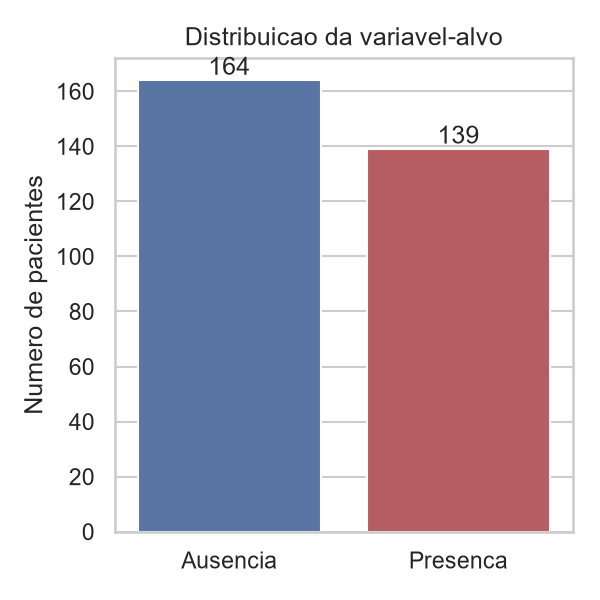 Distribuicao da variavel-alvo
164
139
Numero de pacientes
160
140
120
100
80
60
40
20
0
Ausencia
Presenca